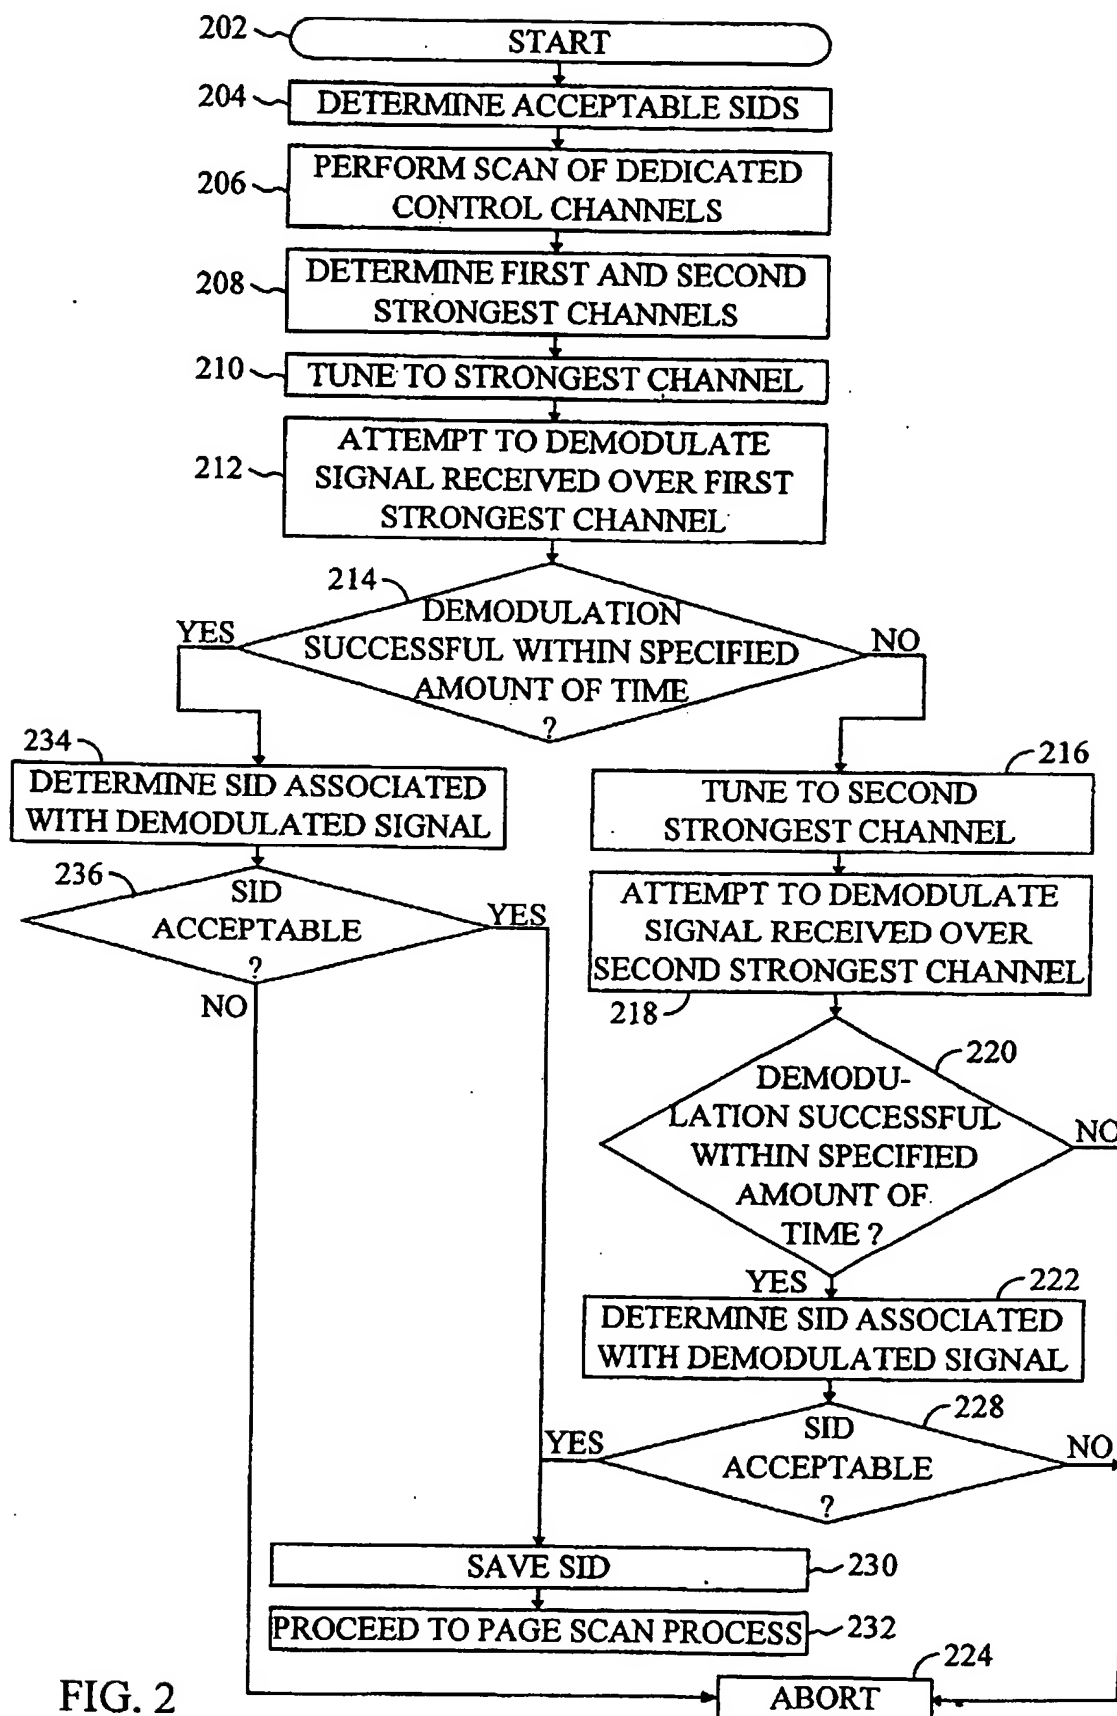 202
START
204
DETERMINE ACCEPTABLE SIDS
206
PERFORM SCAN OF DEDICATED
CONTROL CHANNELS
208
DETERMINE FIRST AND SECOND
STRONGEST CHANNELS
210
TUNE TO STRONGEST CHANNEL
212
ATTEMPT TO DEMODULATE
SIGNAL RECEIVED OVER FIRST
STRONGEST CHANNEL
214
DEMODULATION
SUCCESSFUL WITHIN SPECIFIED
AMOUNT OF TIME
?
YES
NO
234
DETERMINE SID ASSOCIATED
WITH DEMODULATED SIGNAL
236
SID
ACCEPTABLE
?
YES
NO
216
TUNE TO SECOND
STRONGEST CHANNEL
ATTEMPT TO DEMODULATE
SIGNAL RECEIVED OVER
SECOND STRONGEST CHANNEL
218
220
DEMODU-
LATION SUCCESSFUL
WITHIN SPECIFIED
AMOUNT OF
TIME ?
NO
YES
222
DETERMINE SID ASSOCIATED
WITH DEMODULATED SIGNAL
228
SID
ACCEPTABLE
?
YES
NO
SAVE SID
230
PROCEED TO PAGE SCAN PROCESS
232
224
ABORT
FIG. 2